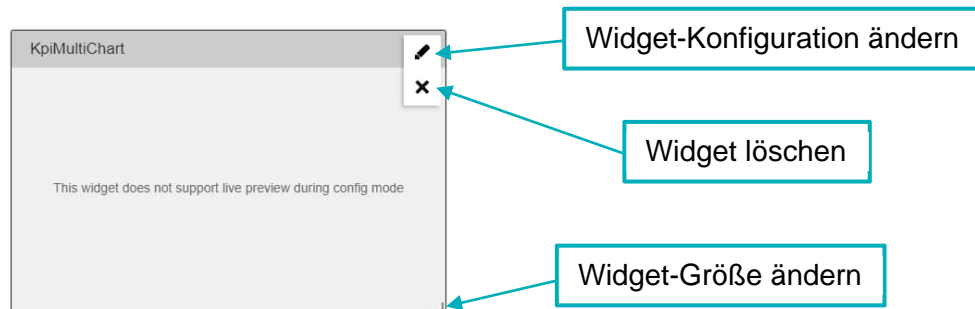 Widget-Konfiguration ändern
KpiMultiChart
Widget löschen
This widget does not support live preview during config mode
Widget-Größe ändern